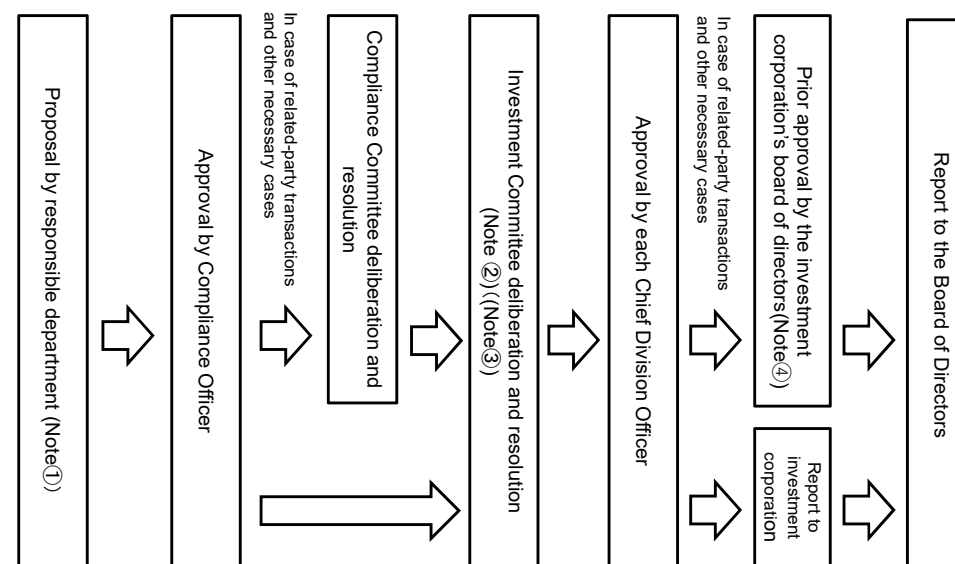 Proposal by responsible department (Note①)
Approval by Compliance Officer
In case of related-party transactions
and other necessary cases
Compliance Committee deliberation and
resolution
Investment Committee deliberation and resolution
(Note ②)((Note③)
Approval by each Chief Division Officer
In case of related-party transactions
and other necessary cases
Prior approval by the investment
corporation's board of directors(Note④)
Report to
investment
corporation
Report to the Board of Directors